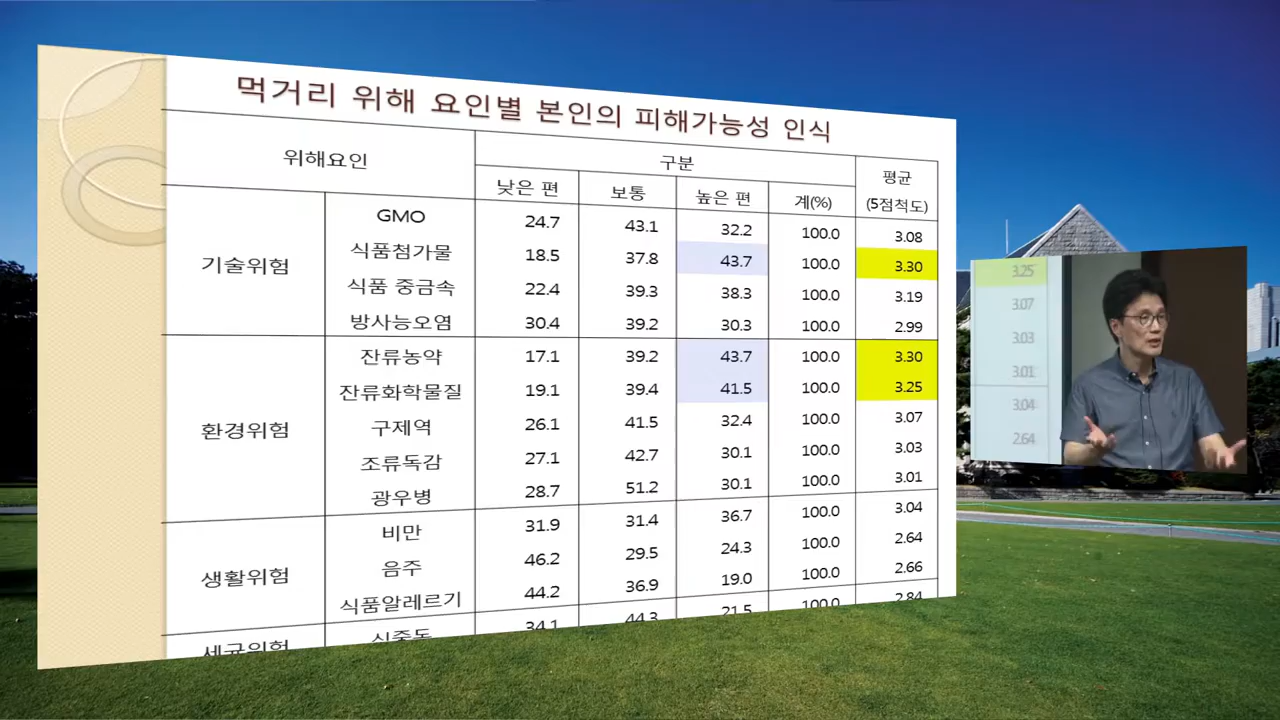 먹거리 위해 요인별 본인의 피해가능성 인식
위해요인 구분 평균 (5점척도)
낮은 편 보통 높은 편 계(%)
기술위험
GMO 24.7 43.1 32.2 100.0 3.08
식품첨가물 18.5 37.8 43.7 100.0 3.30
식품 중금속 22.4 39.3 38.3 100.0 3.19
방사능오염 30.4 39.2 30.3 100.0 2.99
환경위험
잔류농약 17.1 39.2 43.7 100.0 3.30
잔류화학물질 19.1 39.4 41.5 100.0 3.25
구제역 26.1 41.5 32.4 100.0 3.07
조류독감 27.1 42.7 30.1 100.0 3.03
광우병 28.7 51.2 30.1 100.0 3.01
생활위험
비만 31.9 31.4 36.7 100.0 3.04
음주 46.2 29.5 24.3 100.0 2.64
식품알레르기 44.2 36.9 19.0 100.0 2.66
세균위험
식중독 34.1 44.3 21.5 100.0 2.84
3.25
3.07
3.03
3.01
3.04
2.64